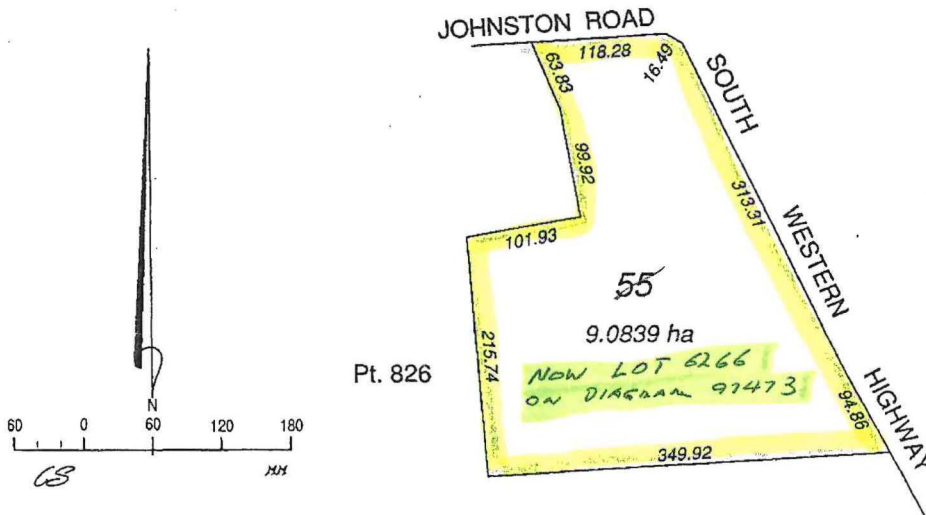 JOHNSTON ROAD
118.28
16.49
63.83
SOUTH WESTERN HIGHWAY
99.92
313.31
101.93
55
9.0839 ha
215.74
Pt. 826
NOW LOT 6266
ON DIAGRAM 97473
94.86
349.92
N
60 0 60 120 180